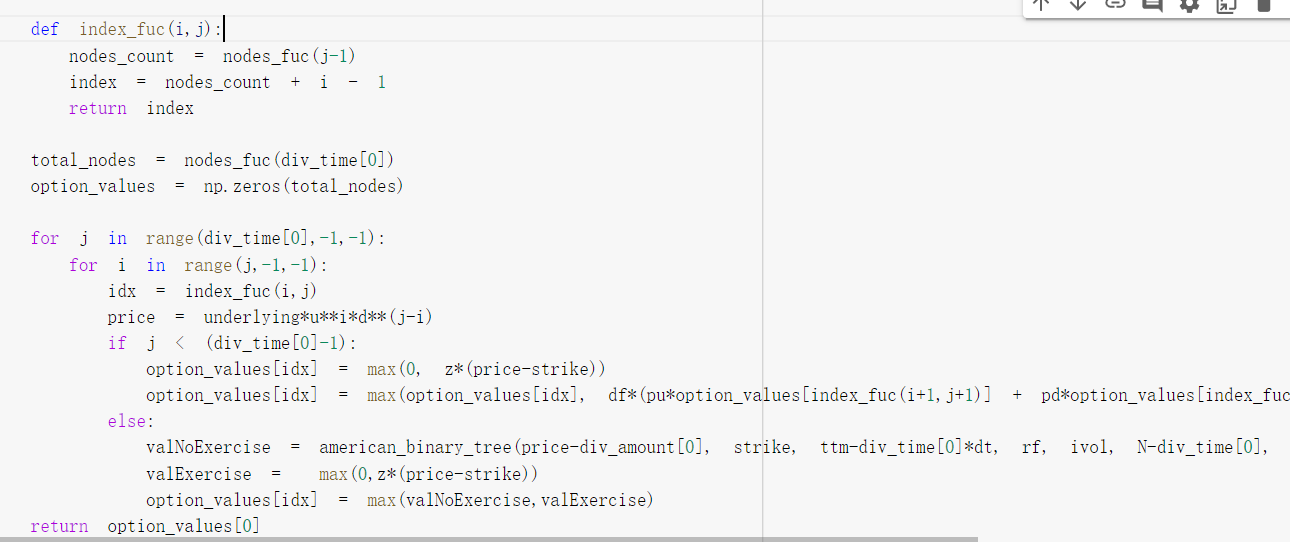 def index_fuc(i,j):
    nodes_count = nodes_fuc(j-1)
    index = nodes_count + i - 1
    return index
total_nodes = nodes_fuc(div_time[0])
option_values = np.zeros(total_nodes)
for j in range(div_time[0],-1,-1):
    for i in range(j,-1,-1):
        idx = index_fuc(i,j)
        price = underlying*u**i*d**(j-i)
        if j < (div_time[0]-1):
            option_values[idx] = max(0, z*(price-strike))
            option_values[idx] = max(option_values[idx], df*(pu*option_values[index_fuc(i+1,j+1)] + pd*option_values[index_fuc
        else:
            valNoExercise = american_binary_tree(price-div_amount[0], strike, ttm-div_time[0]*dt, rf, ivol, N-div_time[0],
            valExercise = max(0,z*(price-strike))
            option_values[idx] = max(valNoExercise,valExercise)
return option_values[0]